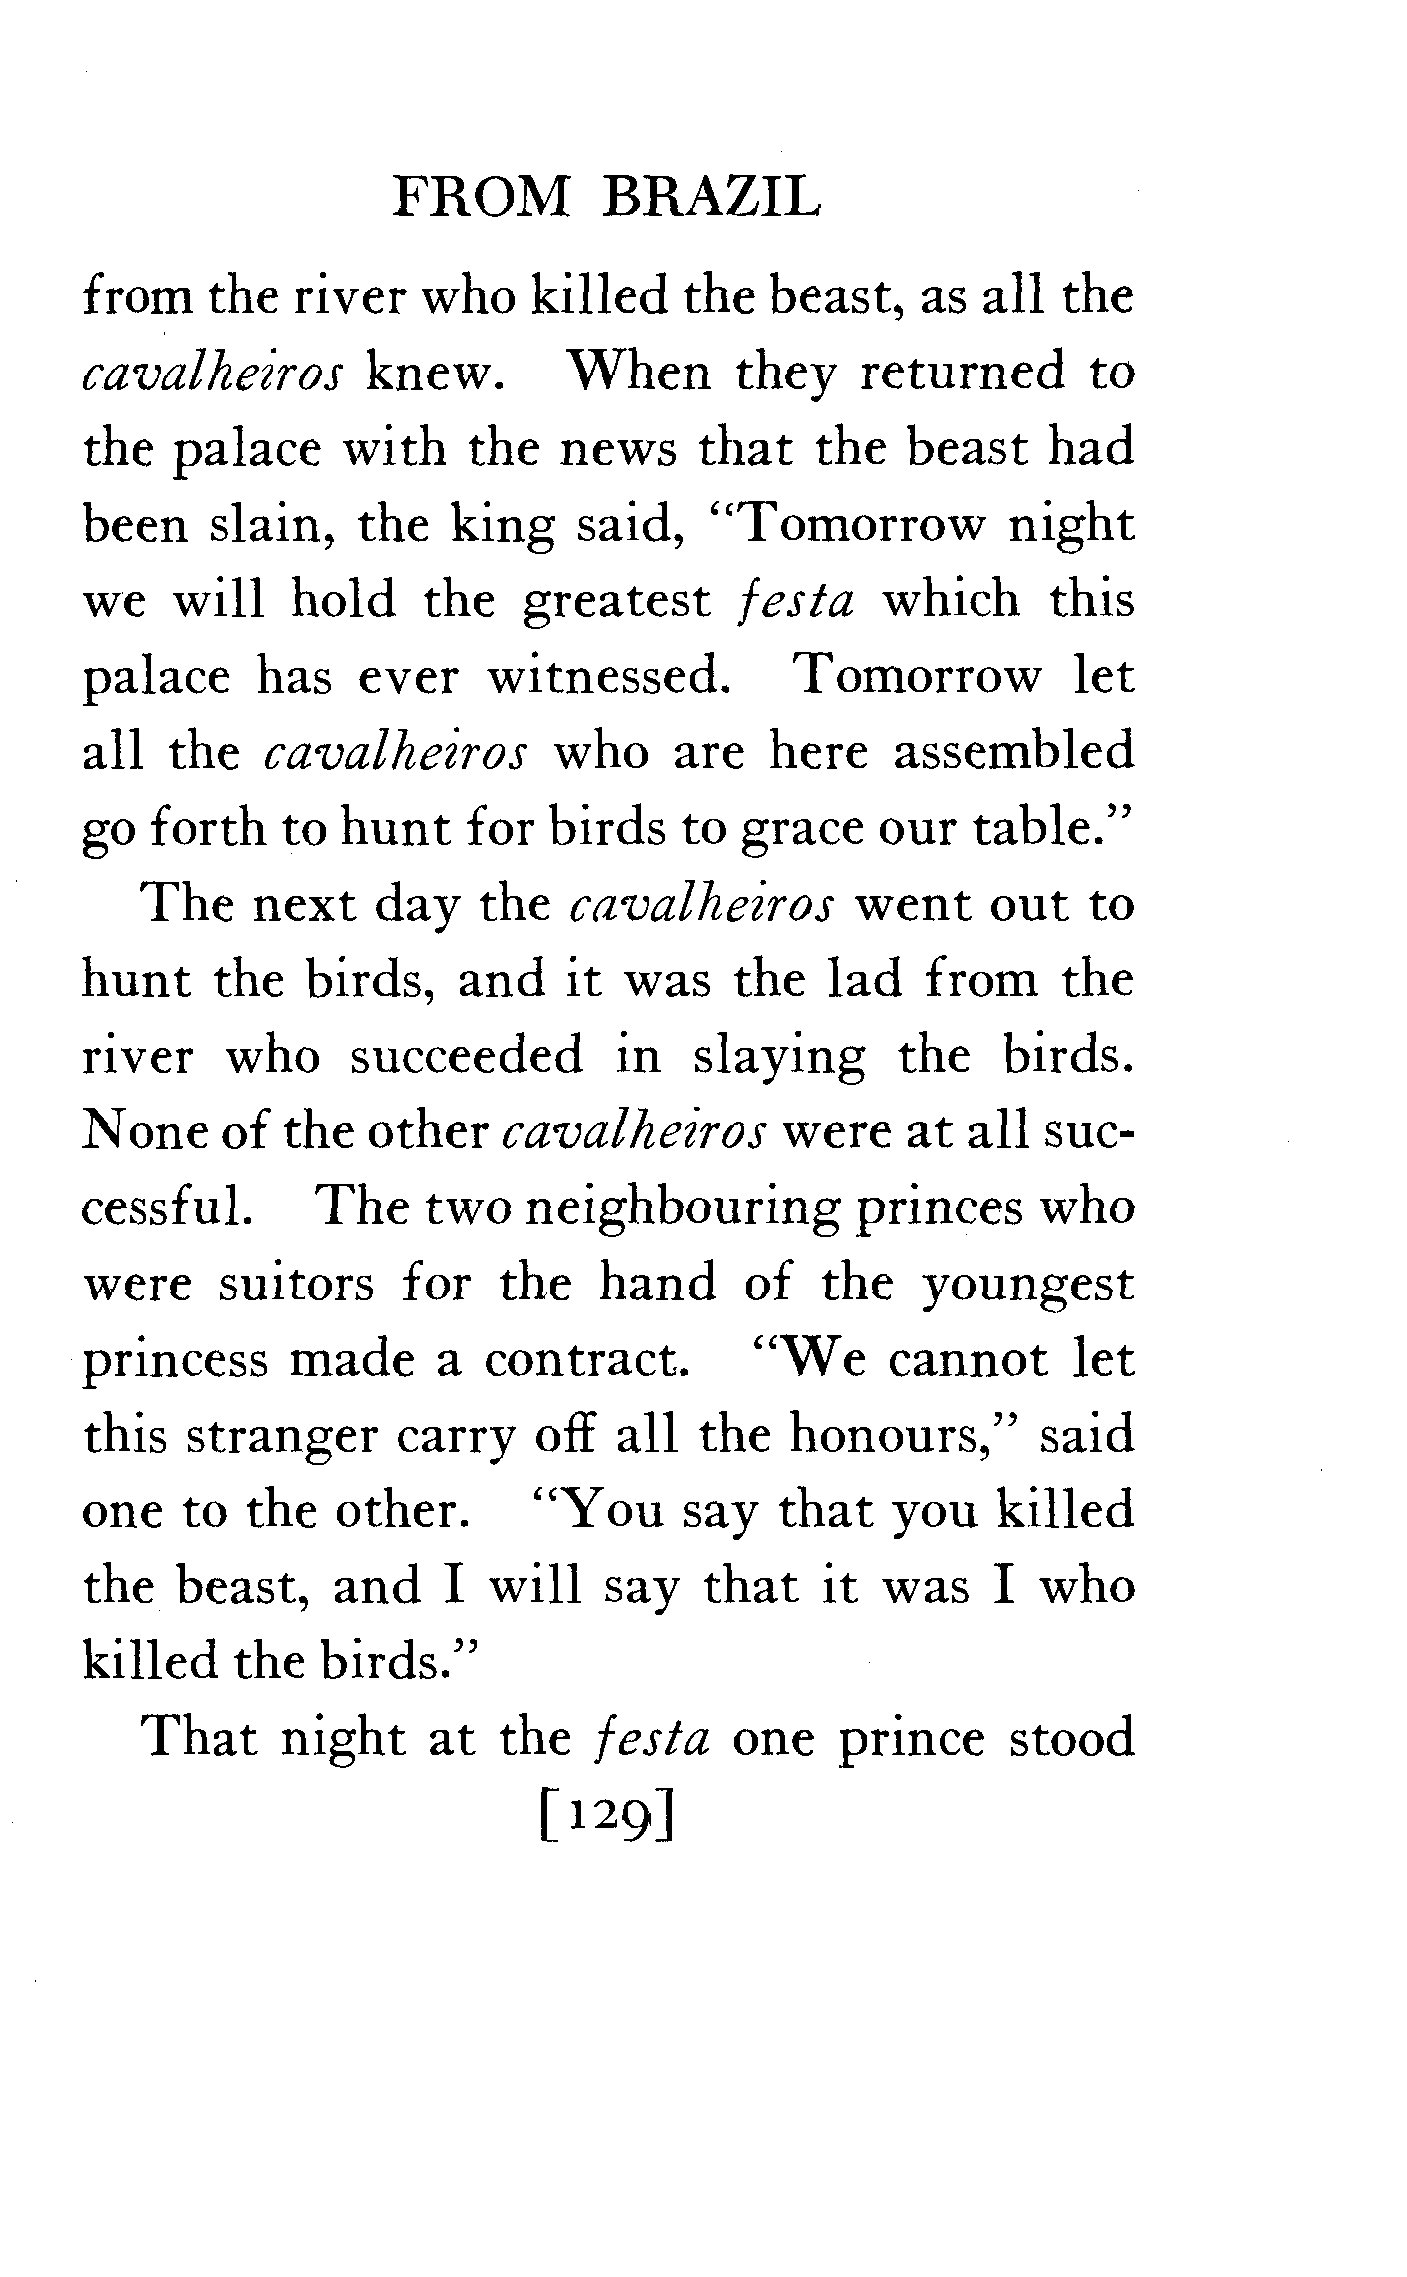 FROM BRAZIL
from the river who killed the beast, as all the
cavalheiros knew. When they returned to
the palace with the news that the beast had
been slain, the king said, "Tomorrow night
we will hold the greatest festa which this
palace has ever witnessed. Tomorrow let
all the cavalheiros who are here assembled
go forth to hunt for birds to grace our table."
The next day the cavalheiros went out to
hunt the birds, and it was the lad from the
river who succeeded in slaying the birds.
None of the other cavalheiros were at all suc-
cessful. The two neighbouring princes who
were suitors for the hand of the youngest
princess made a contract. "We cannot let
this stranger carry off all the honours," said
one to the other. "You say that you killed
the beast, and I will say that it was I who
killed the birds."
That night at the festa one prince stood
[129]